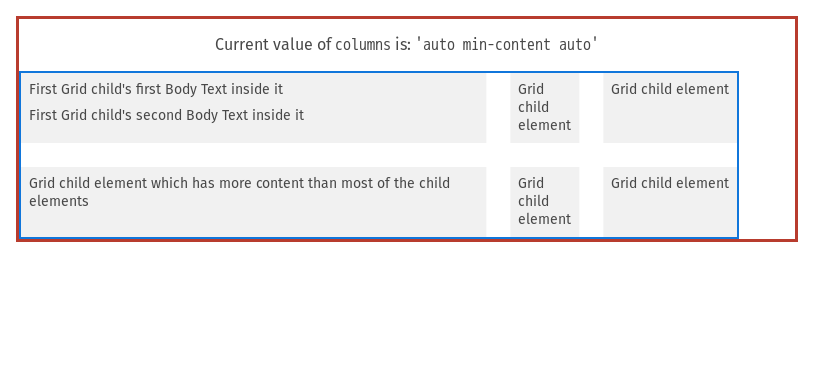 Current value of columns is: 'auto min-content auto'
First Grid child's first Body Text inside it
First Grid child's second Body Text inside it
Grid
child
element
Grid child element
Grid child element which has more content than most of the child
elements
Grid
child
element
Grid child element